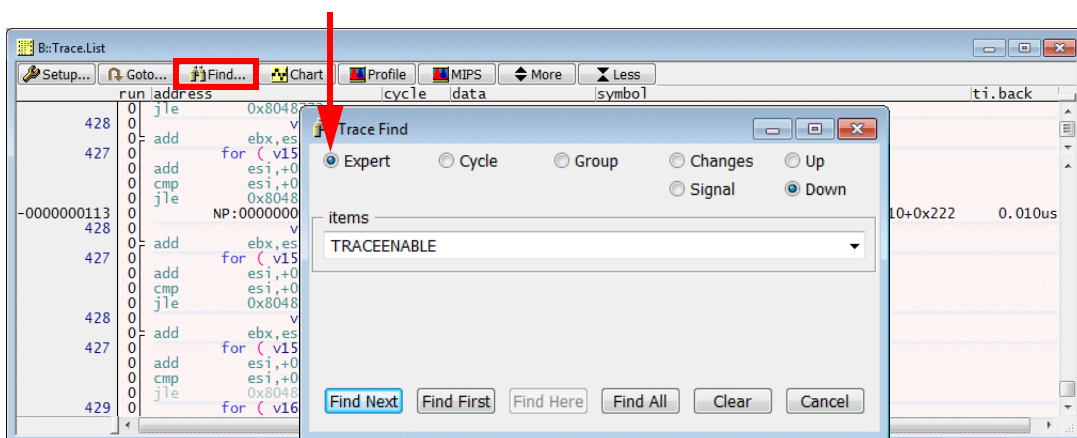 B::Trace.List
Setup... Goto... Find... Chart Profile MIPS More Less
run address cycle data symbol ti.back
0 jle
428 0 v
0 add ebx,es
427 0 for ( v15
0 add esi,+0
0 cmp esi,+0
0 jle 0x8048
-0000000113 0 NP:0000000 10+0x222 0.010us
428 0 v
0 add ebx,es
427 0 for ( v15
0 add esi,+0
0 cmp esi,+0
0 jle 0x8048
428 0 v
0 add ebx,es
427 0 for ( v15
0 add esi,+0
0 cmp esi,+0
0 jle 0x8048
429 0 for ( v16
Trace Find
Expert Cycle Group Changes Up
Signal Down
items
TRACEENABLE
Find Next Find First Find Here Find All Clear Cancel